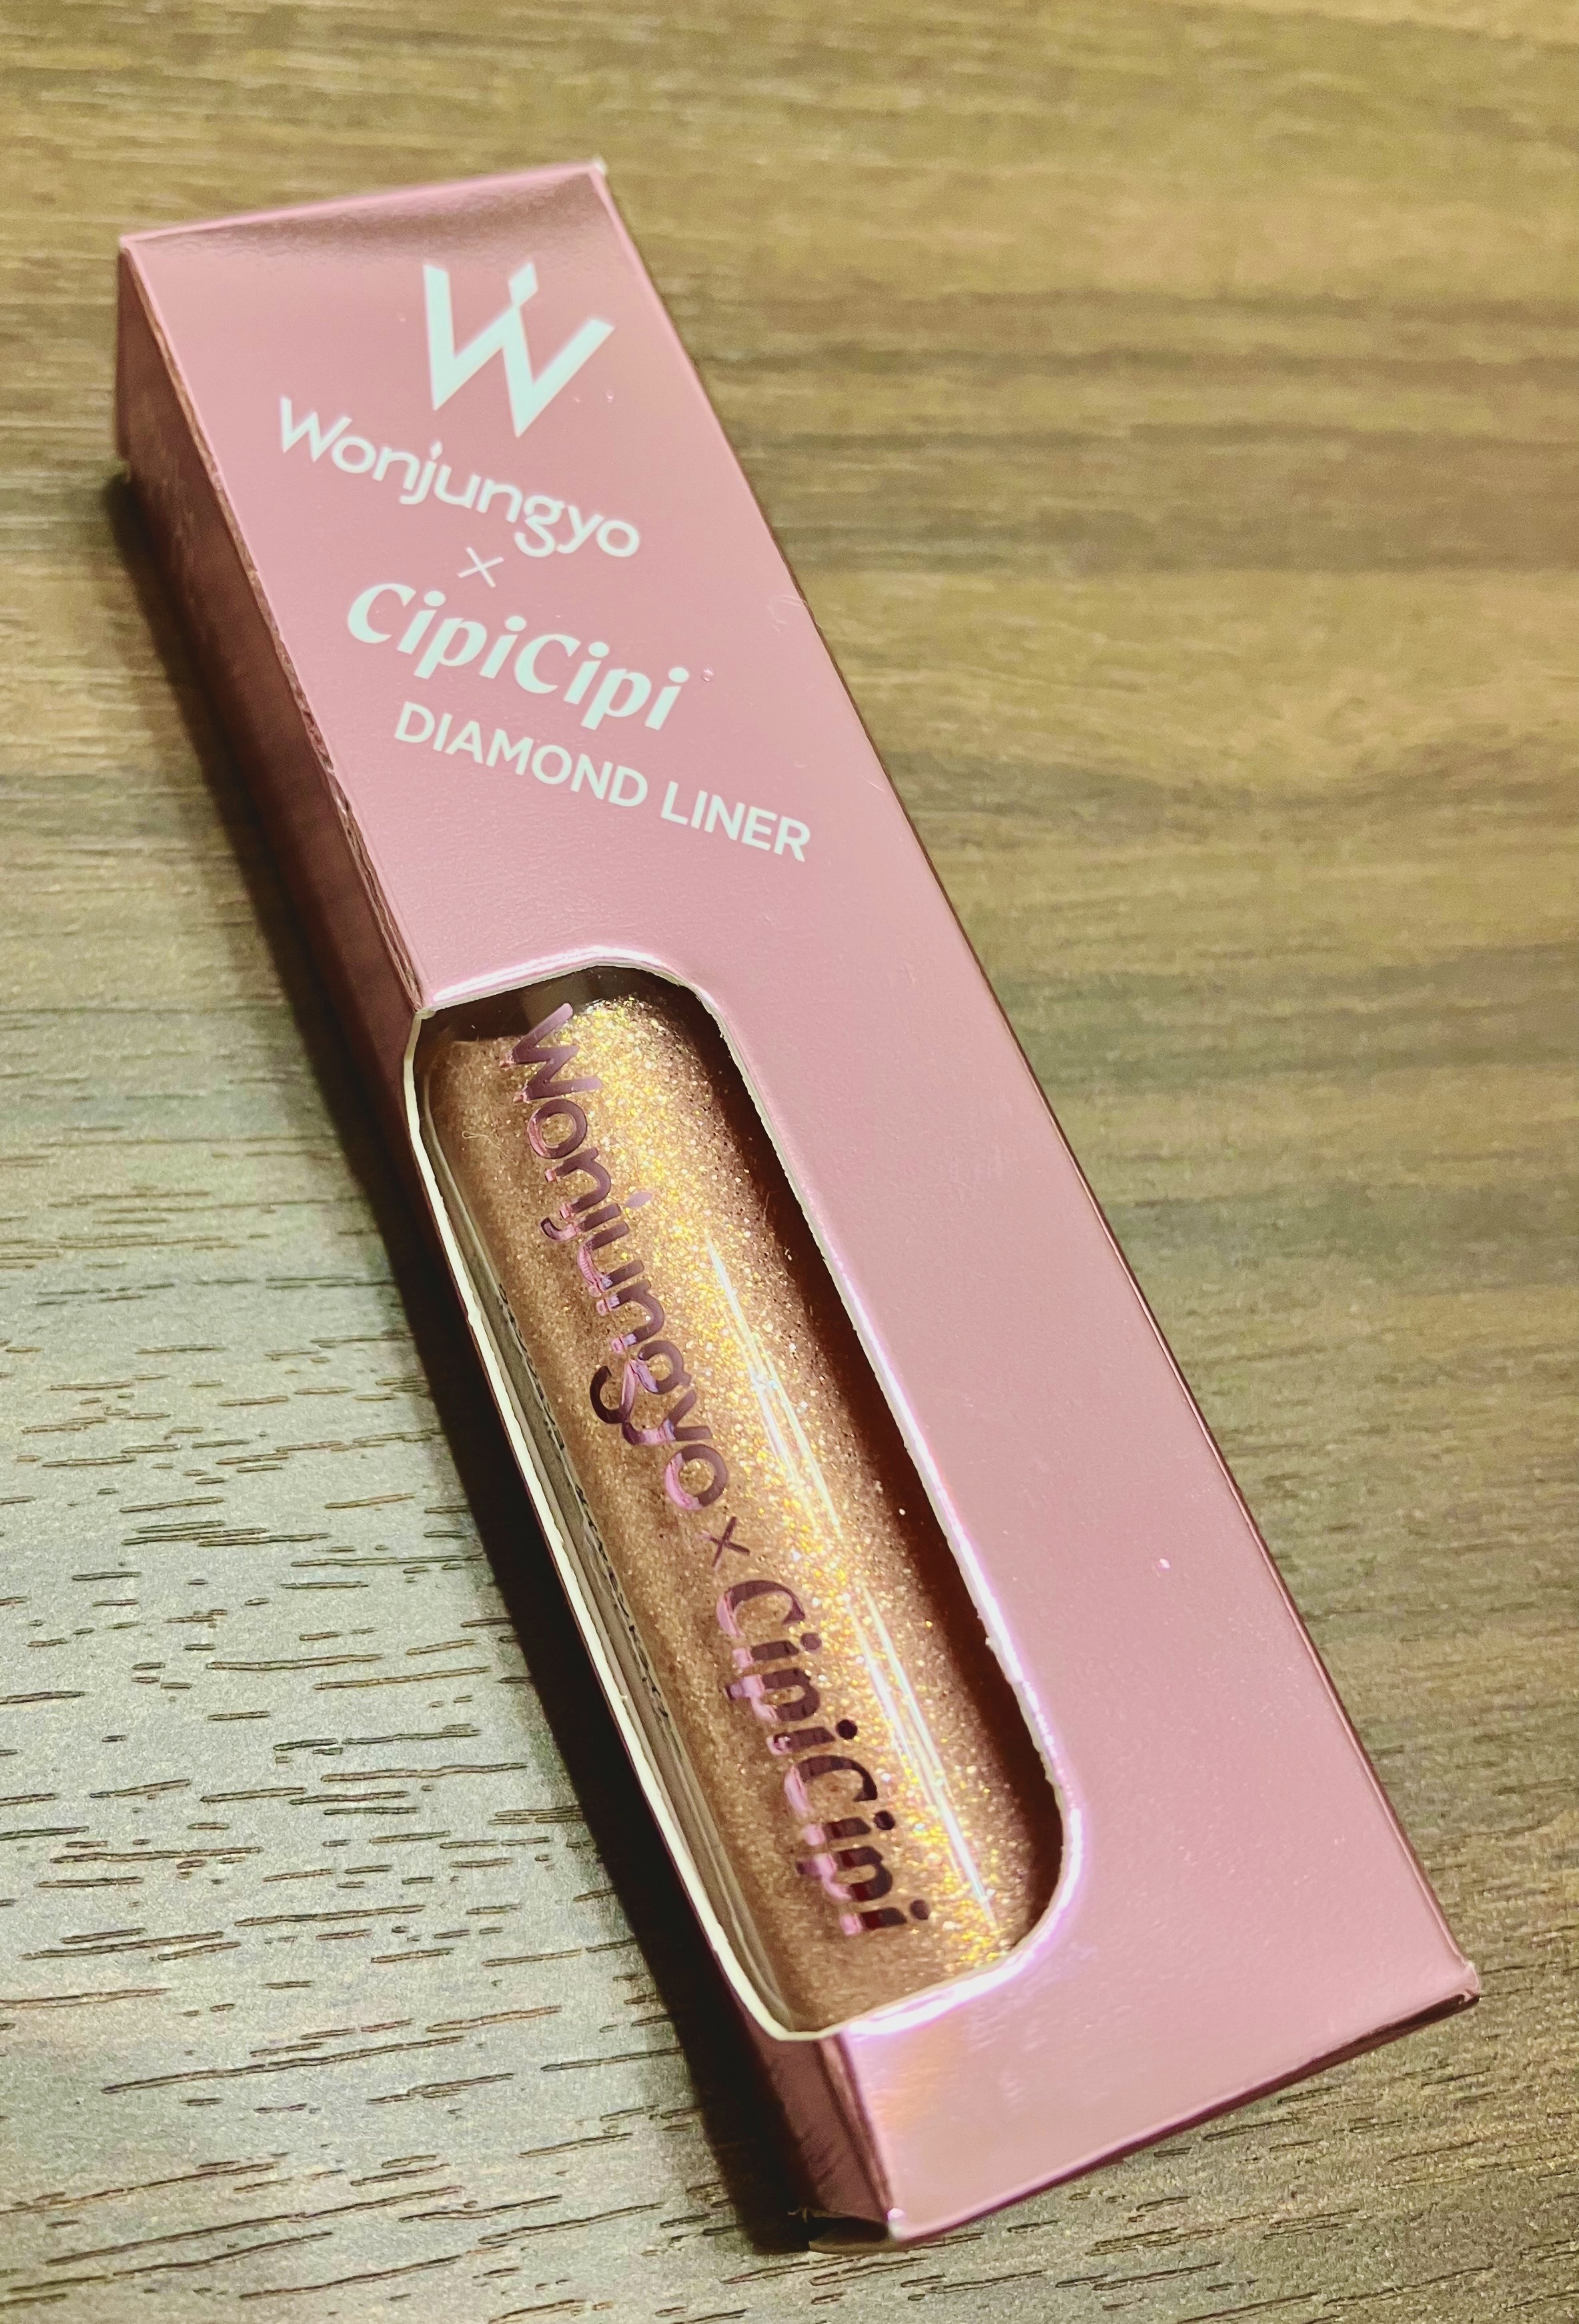 W
Wonjungyo
×
CipiCipi
DIAMOND LINER
Wonjungyo × CipiCipi